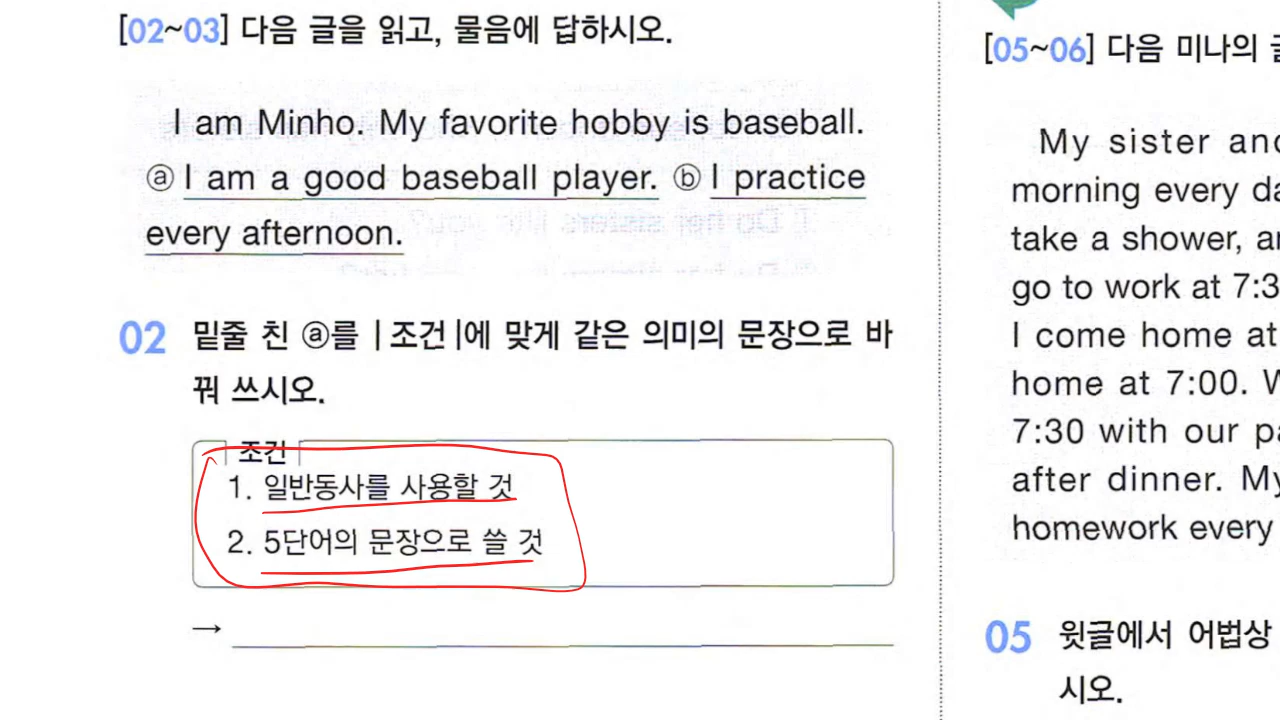 [02~03] 다음 글을 읽고, 물음에 답하시오.
I am Minho. My favorite hobby is baseball.
ⓐ I am a good baseball player. ⓑ I practice
every afternoon.
02 밑줄 친 ⓐ를 |조건|에 맞게 같은 의미의 문장으로 바
꿔 쓰시오.
조건
1. 일반동사를 사용할 것
2. 5단어의 문장으로 쓸 것
→
[05~06] 다음 미나의
My sister and
morning every
take a shower,
go to work at
I come home at
home at 7:00.
7:30 with our
after dinner. My
homework every
05 윗글에서 어법상
시오.